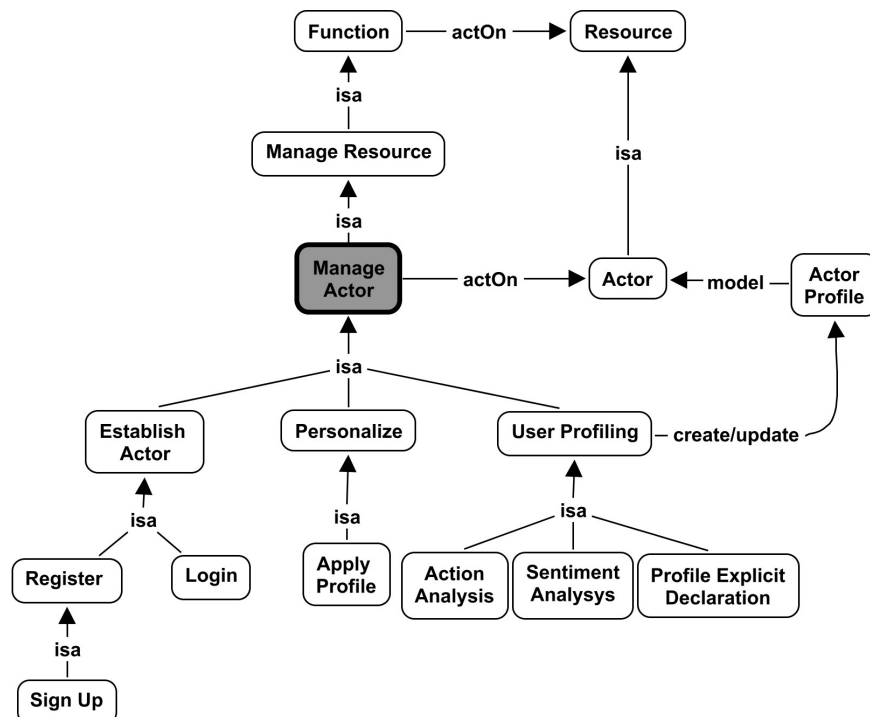 Function
actOn
Resource
isa
Manage Resource
isa
isa
Manage
Actor
actOn
Actor
model
Actor
Profile
isa
Establish
Actor
Personalize
User Profiling
create/update
isa
isa
isa
Register
Login
Apply
Profile
Action
Analysis
Sentiment
Analysys
Profile Explicit
Declaration
isa
Sign Up